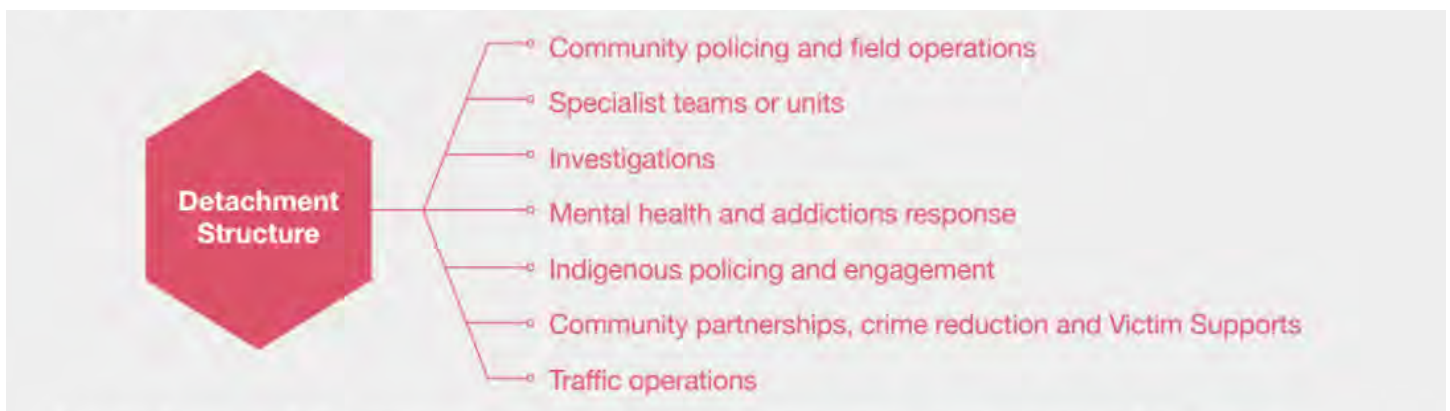 Detachment
Structure
Community policing and field operations
Specialist teams or units
Investigations
Mental health and addictions response
Indigenous policing and engagement
Community partnerships, crime reduction and Victim Supports
Traffic operations